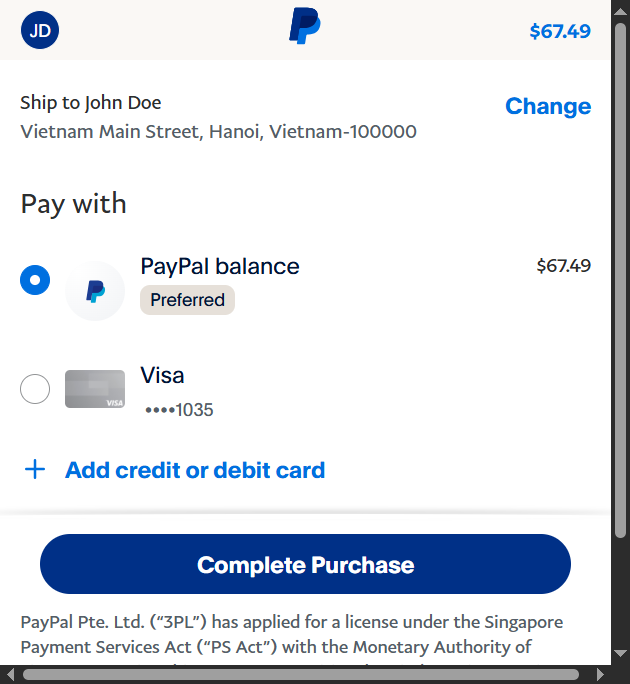 JD
$67.49
Ship to John Doe
Change
Vietnam Main Street, Hanoi, Vietnam-100000
Pay with
PayPal balance
$67.49
Preferred
Visa
VISA
••••1035
+ Add credit or debit card
Complete Purchase
PayPal Pte. Ltd. (“3PL”) has applied for a license under the Singapore
Payment Services Act (“PS Act”) with the Monetary Authority of